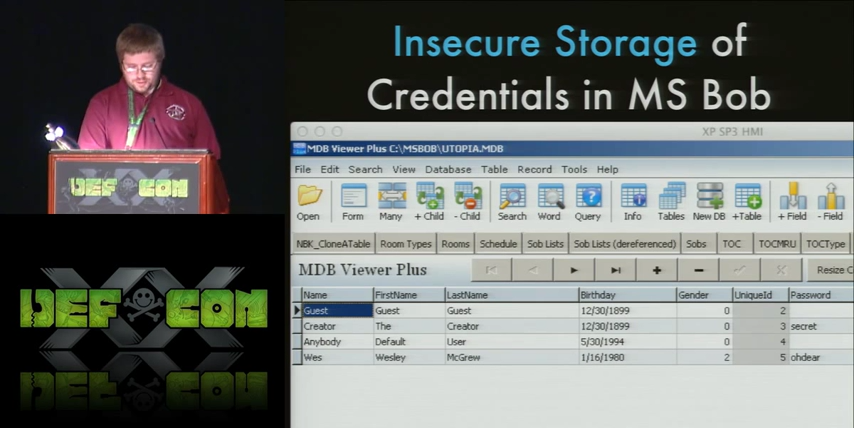 Insecure Storage of
Credentials in MS Bob
XP SP3 HMI
MDB Viewer Plus C:\MSBOB\UTOPIA.MDB
File Edit Search View Database Table Record Tools Help
Open Form Many + Child - Child Search Word Query Info Tables New DB +Table + Field - Field
NBK_CloneATable Room Types Rooms Schedule Sob Lists Sob Lists (dereferenced) Sobs TOC TOCMRU TOCType
MDB Viewer Plus Resize C
Name FirstName LastName Birthday Gender UniqueId Password
Guest Guest Guest 12/30/1899 0 2
Creator The Creator 12/30/1899 0 3 secret
Anybody Default User 5/30/1994 0 4
Wes Wesley McGrew 1/16/1980 2 5 ohdear
DEF CON
XX
DEF CON